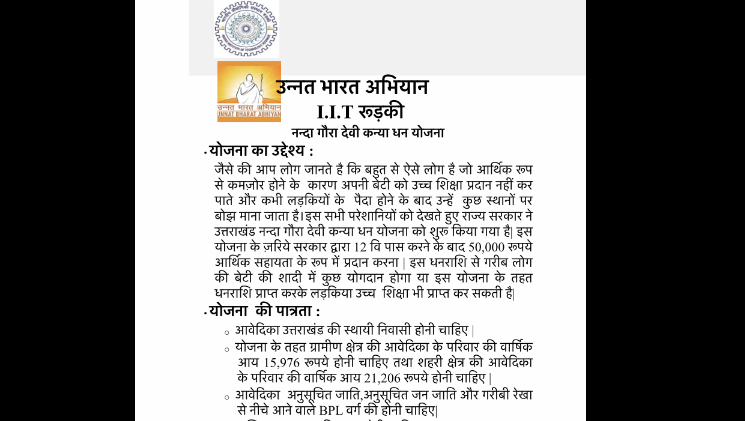 उन्नत भारत अभियान
UNNAT BHARAT ABHIYAN
उन्नत भारत अभियान
I.I.T रूड़की
नन्दा गौरा देवी कन्या धन योजना
योजना का उद्देश्य :
जैसे की आप लोग जानते है कि बहुत से ऐसे लोग है जो आर्थिक रूप
से कमज़ोर होने के कारण अपनी बेटी को उच्च शिक्षा प्रदान नहीं कर
पाते और कभी लड़कियों के पैदा होने के बाद उन्हें कुछ स्थानों पर
बोझ माना जाता है।इस सभी परेशानियों को देखते हुए राज्य सरकार ने
उत्तराखंड नन्दा गौरा देवी कन्या धन योजना को शुरू किया गया है| इस
योजना के ज़रिये सरकार द्वारा 12 वि पास करने के बाद 50,000 रूपये
आर्थिक सहायता के रूप में प्रदान करना | इस धनराशि से गरीब लोग
की बेटी की शादी में कुछ योगदान होगा या इस योजना के तहत
धनराशि प्राप्त करके लड़किया उच्च शिक्षा भी प्राप्त कर सकती है|
योजना की पात्रता :
आवेदिका उत्तराखंड की स्थायी निवासी होनी चाहिए |
योजना के तहत ग्रामीण क्षेत्र की आवेदिका के परिवार की वार्षिक
आय 15,976 रूपये होनी चाहिए तथा शहरी क्षेत्र की आवेदिका
के परिवार की वार्षिक आय 21,206 रूपये होनी चाहिए |
आवेदिका अनुसूचित जाति,अनुसूचित जन जाति और गरीबी रेखा
से नीचे आने वाले BPL वर्ग की होनी चाहिए|